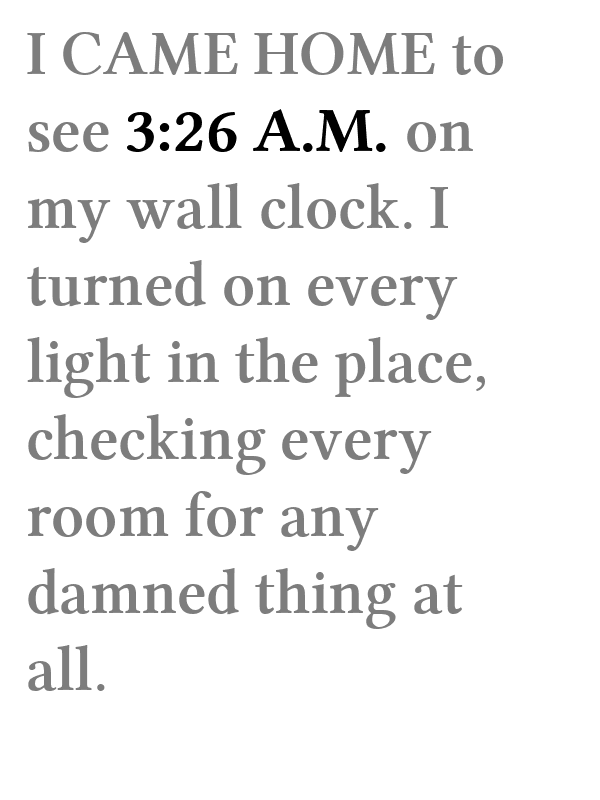 I CAME HOME to
see 3:26 A.M. on
my wall clock. I
turned on every
light in the place,
checking every
room for any
damned thing at
all.